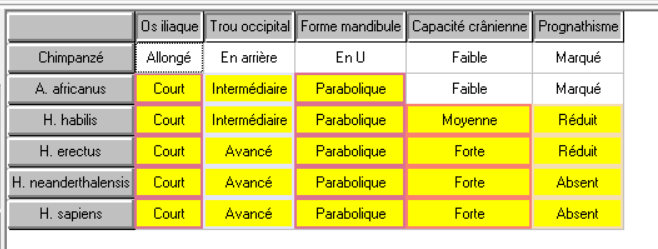 Os iliaque Trou occipital Forme mandibule Capacité crânienne Prognathisme
Chimpanzé Allongé En arrière En U Faible Marqué
A. africanus Court Intermédiaire Parabolique Faible Marqué
H. habilis Court Intermédiaire Parabolique Moyenne Réduit
H. erectus Court Avancé Parabolique Forte Réduit
H. neanderthalensis Court Avancé Parabolique Forte Absent
H. sapiens Court Avancé Parabolique Forte Absent